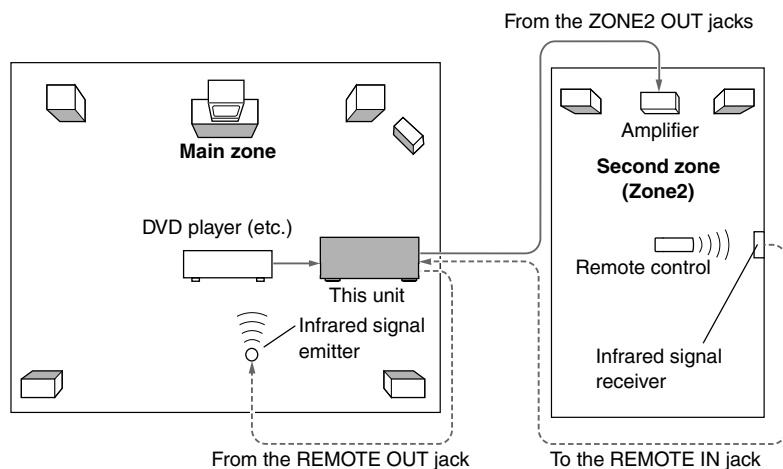 From the ZONE2 OUT jacks
Main zone
Amplifier
Second zone
(Zone2)
DVD player (etc.)
This unit
Remote control
Infrared signal
emitter
Infrared signal
receiver
From the REMOTE OUT jack
To the REMOTE IN jack